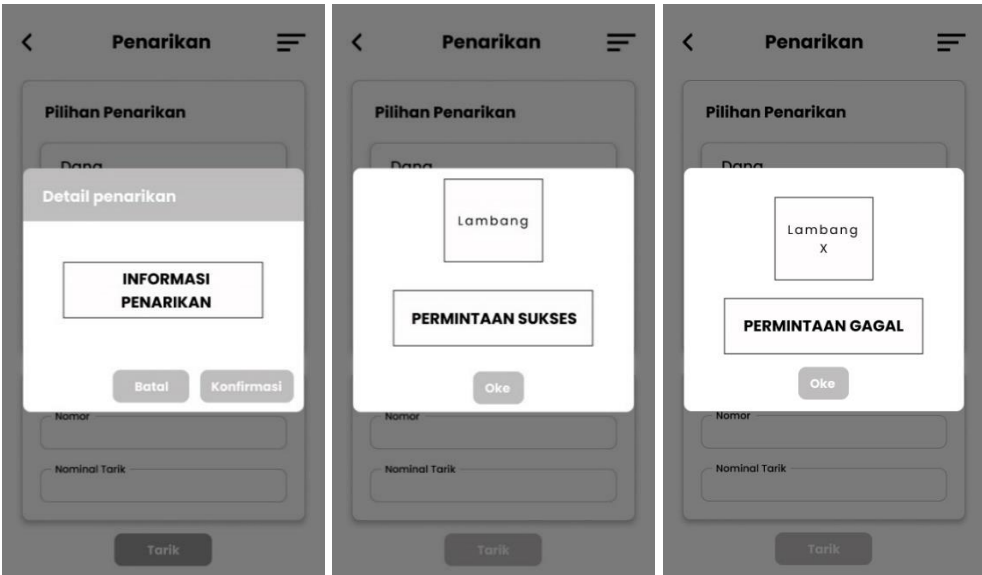 Penarikan
Pilihan Penarikan
Dana
Detail penarikan
INFORMASI
PENARIKAN
Batal
Konfirmasi
Nomor
Nominal Tarik
Tarik
Penarikan
Pilihan Penarikan
Dana
Lambang
PERMINTAAN SUKSES
Oke
Nomor
Nominal Tarik
Tarik
Penarikan
Pilihan Penarikan
Dana
Lambang
X
PERMINTAAN GAGAL
Oke
Nomor
Nominal Tarik
Tarik